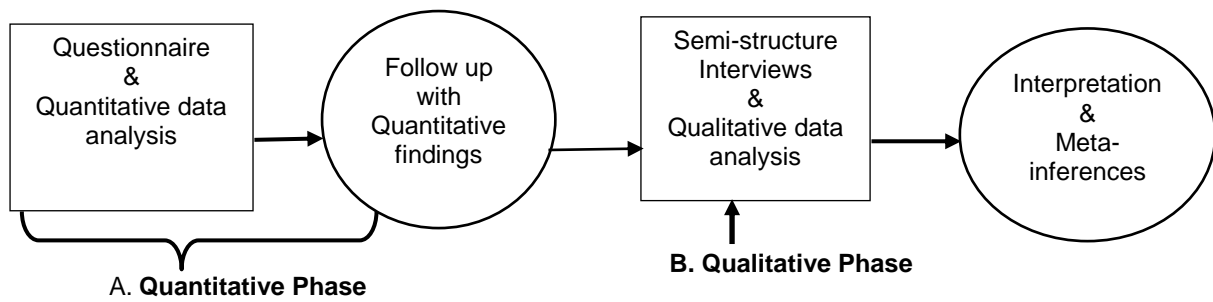 Questionnaire
&
Quantitative data
analysis
Follow up
with
Quantitative
findings
Semi-structure
Interviews
&
Qualitative data
analysis
Interpretation
&
Meta-
inferences
A. Quantitative Phase
B. Qualitative Phase